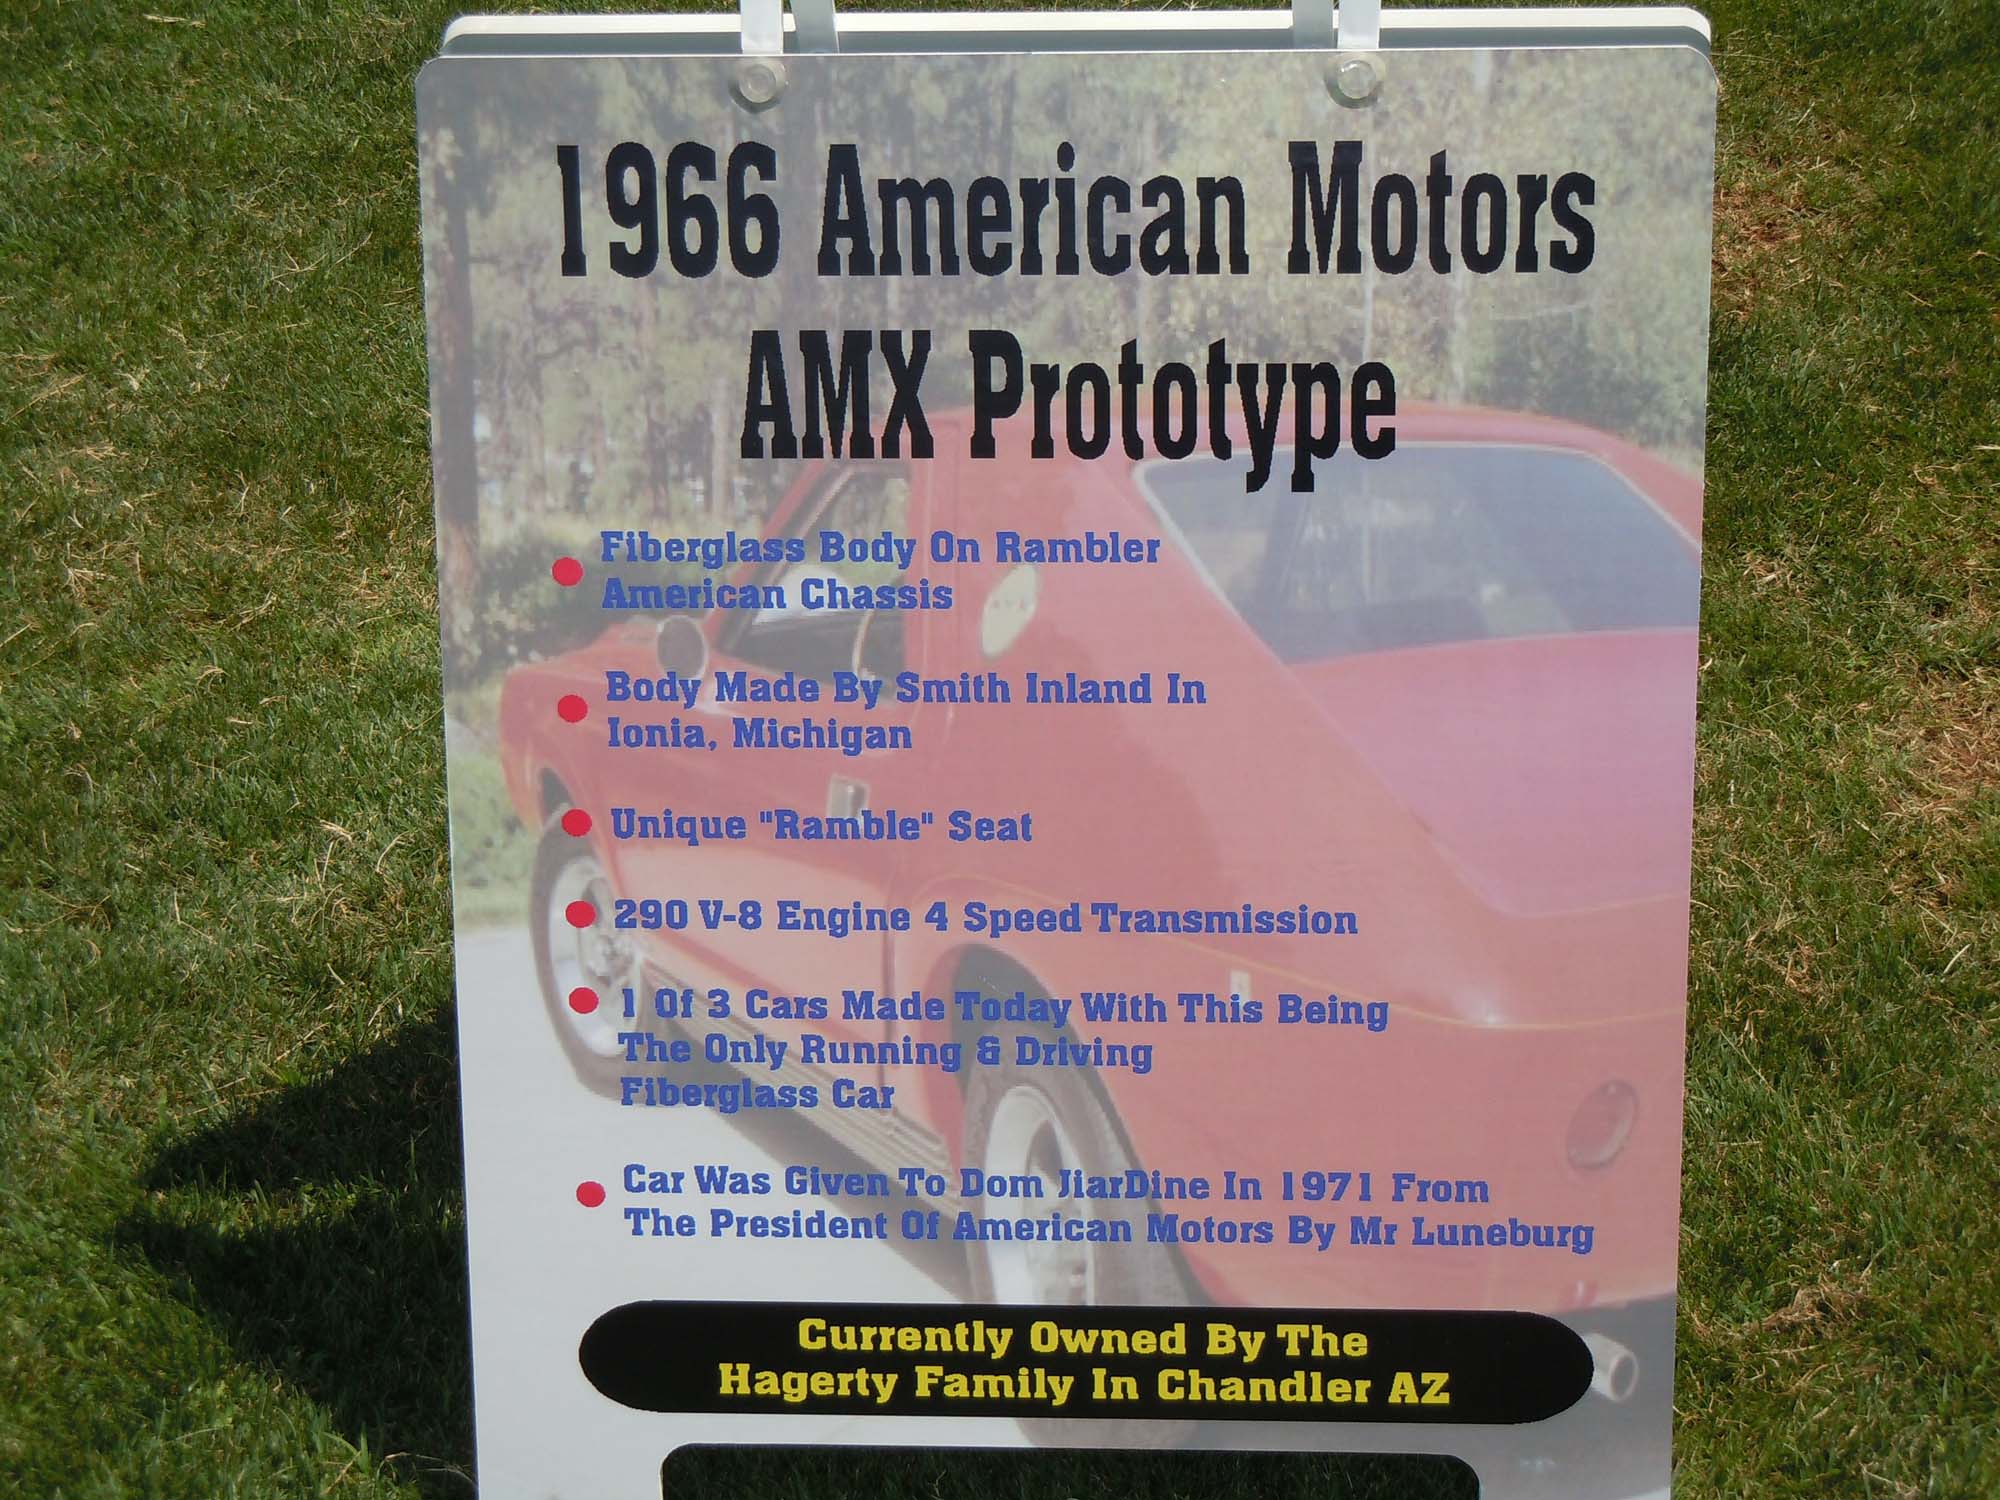 1966 American Motors
AMX Prototype
Fiberglass Body On Rambler
American Chassis
Body Made By Smith Inland In
Ionia, Michigan
Unique "Ramble" Seat
290 V-8 Engine 4 Speed Transmission
1 Of 3 Cars Made Today With This Being
The Only Running & Driving
Fiberglass Car
Car Was Given To Dom JiarDine In 1971 From
The President Of American Motors By Mr Luneburg
Currently Owned By The
Hagerty Family In Chandler AZ